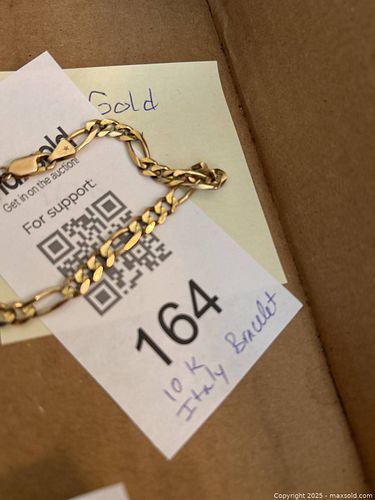 Gold
Get in on the auction!
For support:
164
10 K
Italy Bracelet
Copyright 2025 - maxsold.com